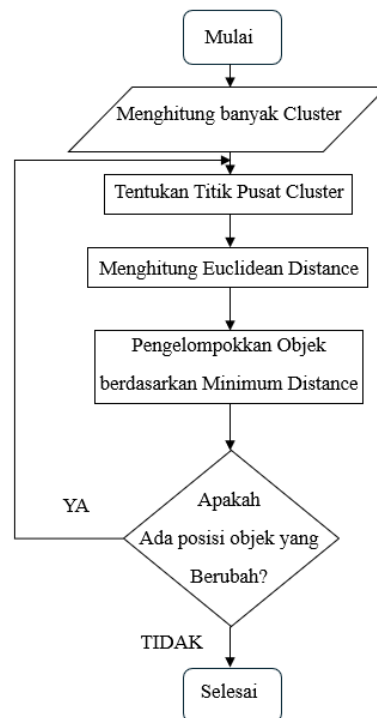 Mulai
Menghitung banyak Cluster
Tentukan Titik Pusat Cluster
Menghitung Euclidean Distance
Pengelompokkan Objek
berdasarkan Minimum Distance
YA
Apakah
Ada posisi objek yang
Berubah?
TIDAK
Selesai